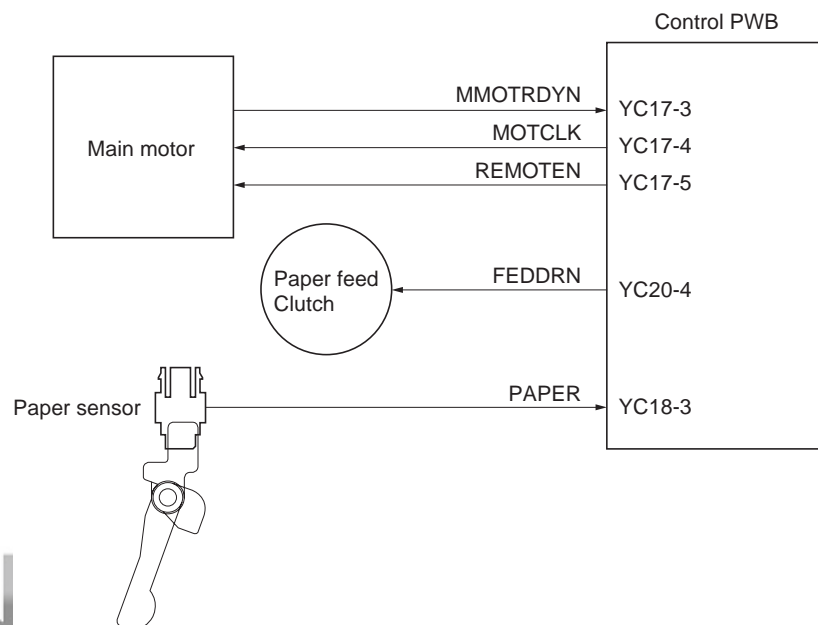 Control PWB
MMOTRDYN
YC17-3
Main motor
MOTCLK
YC17-4
REMOTEN
YC17-5
Paper feed
Clutch
FEDDRN
YC20-4
Paper sensor
PAPER
YC18-3